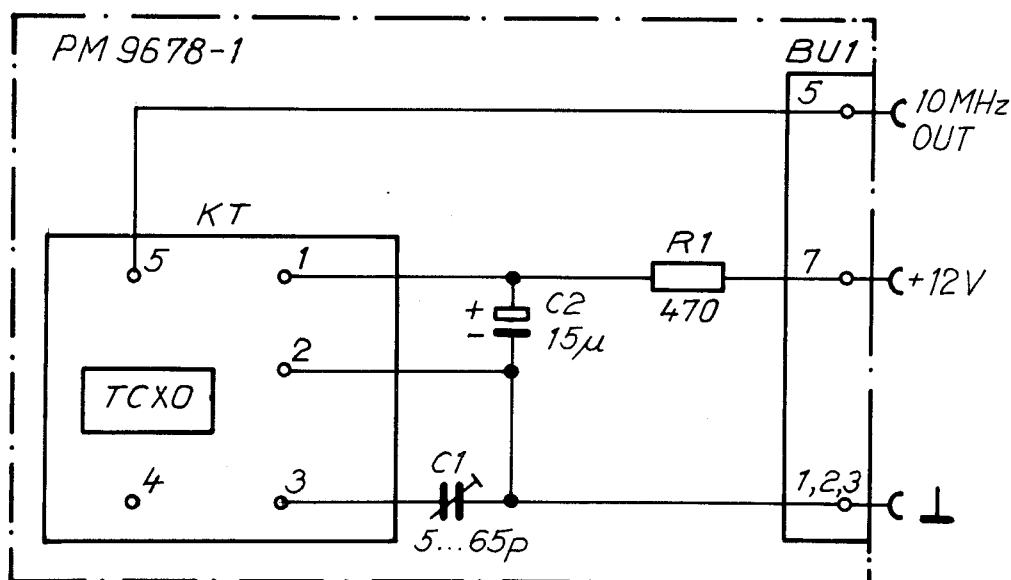 PM 9678-1
BU1
5
10 MHz
OUT
KT
5
1
R1
7
+12V
470
+
C2
-
15µ
2
TCXO
4
3
C1
1,2,3
5...65p